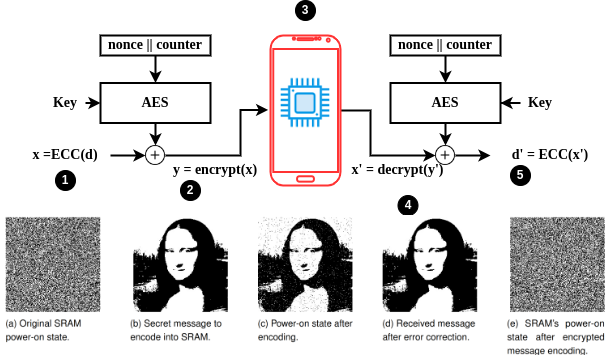 3
nonce || counter
nonce || counter
Key
AES
AES
Key
x =ECC(d)
+
+
d' = ECC(x')
y = encrypt(x)
x' = decrypt(y')
1
2
4
5
(a) Original SRAM
power-on state.
(b) Secret message to
encode into SRAM.
(c) Power-on state after
encoding.
(d) Received message
after error correction.
(e) SRAM's power-on
state after encrypted
message encoding.